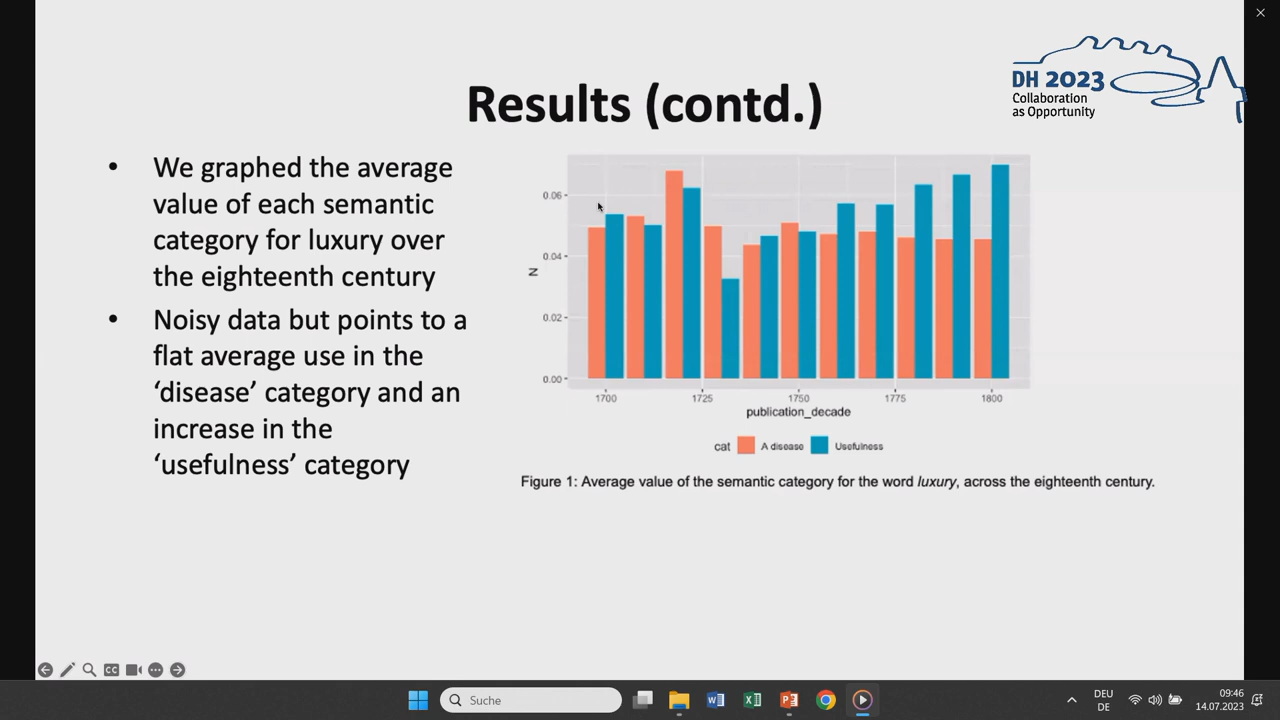 DH 2023
Collaboration
as Opportunity
Results (contd.)
• We graphed the average
value of each semantic
category for luxury over
the eighteenth century
• Noisy data but points to a
flat average use in the
‘disease’ category and an
increase in the
‘usefulness’ category
0.06
0.04
0.02
0.00
N
1700 1725 1750 1775 1800
publication_decade
cat A disease Usefulness
Figure 1: Average value of the semantic category for the word luxury, across the eighteenth century.
CC
Suche
DEU
DE
09:46
14.07.2023